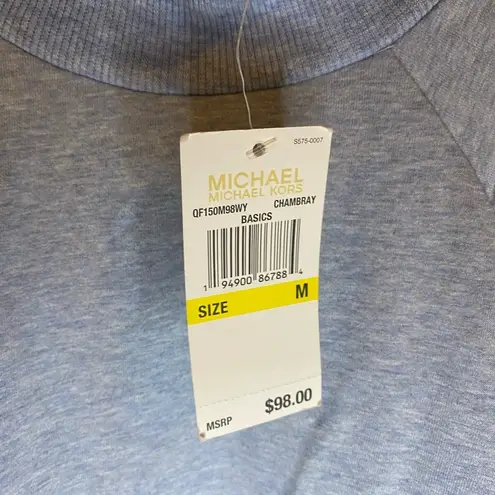 S575-0007
MICHAEL
MICHAEL KORS
QF150M98WY CHAMBRAY
BASICS
1 94900 86788 4
SIZE M
MSRP $98.00